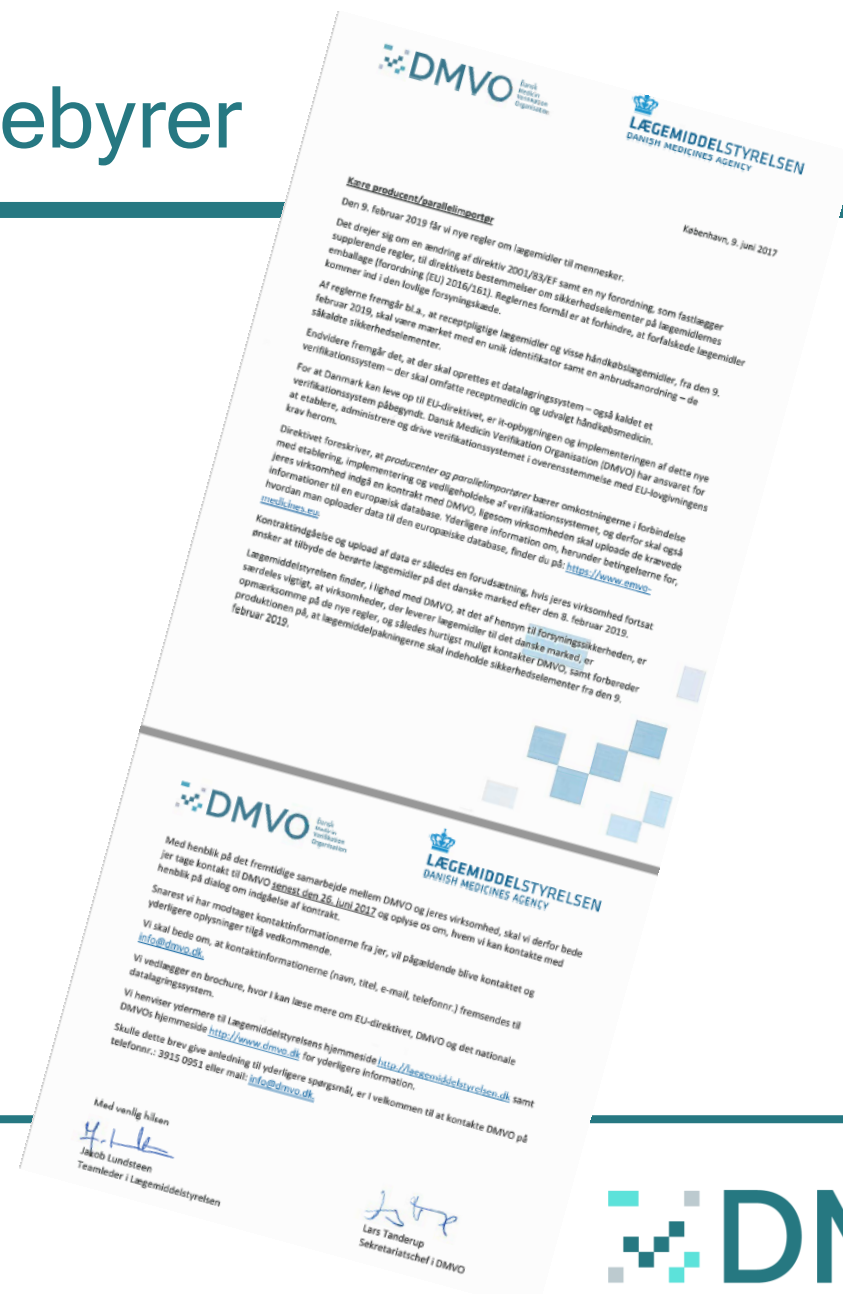 ebyrer
DMVO
Dansk
Medicin
Verifikation
Organisation
LÆGEMIDDELSTYRELSEN
DANISH MEDICINES AGENCY
Kære producent/parallelimportør
København, 9. juni 2017
Den 9. februar 2019 får vi nye regler om lægemidler til mennesker.
Det drejer sig om en ændring af direktiv 2001/83/EF samt en ny forordning, som fastlægger
supplerende regler, til direktivets bestemmelser om sikkerhedselementer på lægemidlernes
emballage (forordning (EU) 2016/161). Reglernes formål er at forhindre, at forfalskede lægemidler
kommer ind i den lovlige forsyningskæde.
Af reglerne fremgår bl.a., at receptpligtige lægemidler og visse håndkøbslægemidler, fra den 9.
februar 2019, skal være mærket med en unik identifikator samt en anbrudsanordning – de
såkaldte sikkerhedselementer.
Endvidere fremgår det, at der skal oprettes et datalagringssystem – også kaldet et
verifikationssystem – der skal omfatte receptmedicin og udvalgt håndkøbsmedicin.
For at Danmark kan leve op til EU-direktivet, er it-opbygningen og implementeringen af dette nye
verifikationssystem påbegyndt. Dansk Medicin Verifikation Organisation (DMVO) har ansvaret for
at etablere, administrere og drive verifikationssystemet i overensstemmelse med EU-lovgivningens
krav herom.
Direktivet foreskriver, at producenter og parallelimportører bærer omkostningerne i forbindelse
med etablering, implementering og vedligeholdelse af verifikationssystemet, og derfor skal også
jeres virksomhed indgå en kontrakt med DMVO, ligesom virksomheden skal uploade de krævede
informationer til en europæisk database. Yderligere information om, herunder betingelserne for,
hvordan man uploader data til den europæiske database, finder du på: https://www.emvo-
medicines.eu.
Kontraktindgåelse og upload af data er således en forudsætning, hvis jeres virksomhed fortsat
ønsker at tilbyde de berørte lægemidler på det danske marked efter den 8. februar 2019.
Lægemiddelstyrelsen finder, i lighed med DMVO, at det af hensyn til forsyningssikkerheden, er
særdeles vigtigt, at virksomheder, der leverer lægemidler til det danske marked, er
opmærksomme på de nye regler, og således hurtigst muligt kontakter DMVO, samt forbereder
produktionen på, at lægemiddelpakningerne skal indeholde sikkerhedselementer fra den 9.
februar 2019.
DMVO
Dansk
Medicin
Verifikation
Organisation
LÆGEMIDDELSTYRELSEN
DANISH MEDICINES AGENCY
Med henblik på det fremtidige samarbejde mellem DMVO og jeres virksomhed, skal vi derfor bede
jer tage kontakt til DMVO senest den 26. juni 2017 og oplyse os om, hvem vi kan kontakte med
henblik på dialog om indgåelse af kontrakt.
Snarest vi har modtaget kontaktinformationerne fra jer, vil pågældende blive kontaktet og
yderligere oplysninger tilgå vedkommende.
Vi skal bede om, at kontaktinformationerne (navn, titel, e-mail, telefonnr.) fremsendes til
info@dmvo.dk.
Vi vedlægger en brochure, hvor I kan læse mere om EU-direktivet, DMVO og det nationale
datalagringssystem.
Vi henviser ydermere til Lægemiddelstyrelsens hjemmeside http://laegemiddelstyrelsen.dk samt
DMVOs hjemmeside http://www.dmvo.dk for yderligere information.
Skulle dette brev give anledning til yderligere spørgsmål, er I velkommen til at kontakte DMVO på
telefonnr.: 3915 0951 eller mail: info@dmvo.dk.
Med venlig hilsen
Jakob Lundsteen
Teamleder i Lægemiddelstyrelsen
Lars Tanderup
Sekretariatschef i DMVO
DM